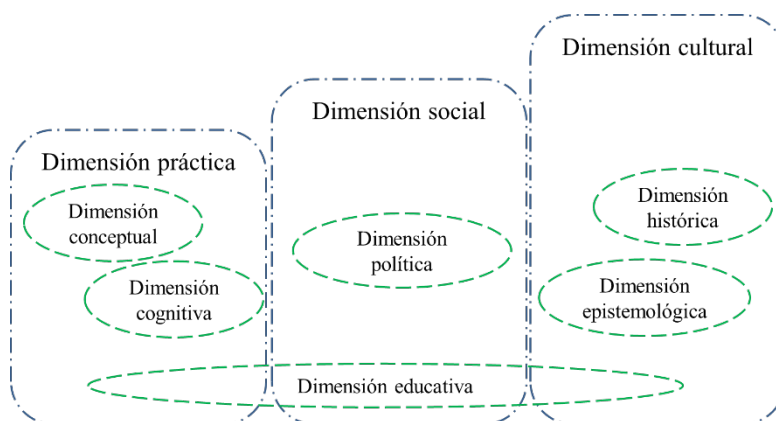 Dimensión práctica
Dimensión
conceptual
Dimensión
cognitiva
Dimensión social
Dimensión
política
Dimensión cultural
Dimensión
histórica
Dimensión
epistemológica
Dimensión educativa